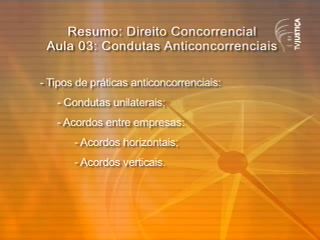 Resumo: Direito Concorrencial
Aula 03: Condutas Anticoncorrenciais
TVJUSTIÇA
- Tipos de práticas anticoncorrenciais:
- Condutas unilaterais;
- Acordos entre empresas:
- Acordos horizontais;
- Acordos verticais.